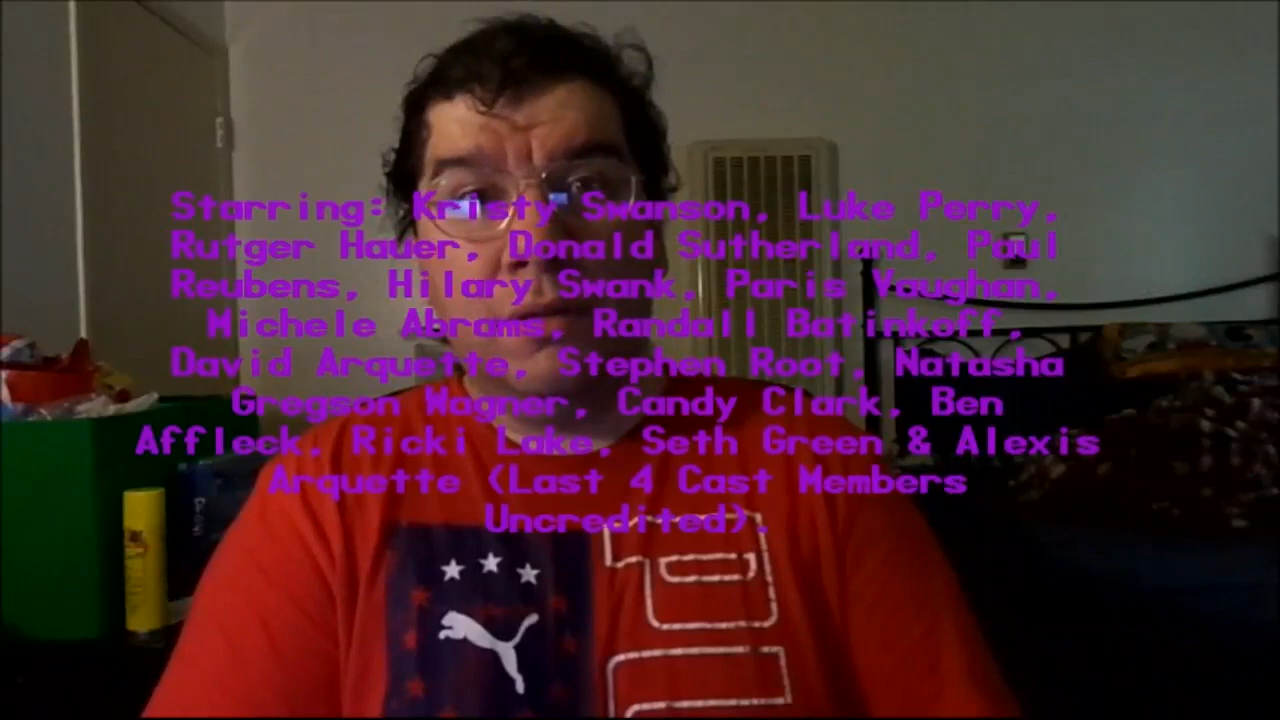 Starring: Kristy Swanson, Luke Perry,
Rutger Hauer, Donald Sutherland, Paul
Reubens, Hilary Swank, Paris Vaughan,
Michele Abrams, Randall Batinkoff,
David Arquette, Stephen Root, Natasha
Gregson Wagner, Candy Clark, Ben
Affleck, Ricki Lake, Seth Green & Alexis
Arquette (Last 4 Cast Members
Uncredited).